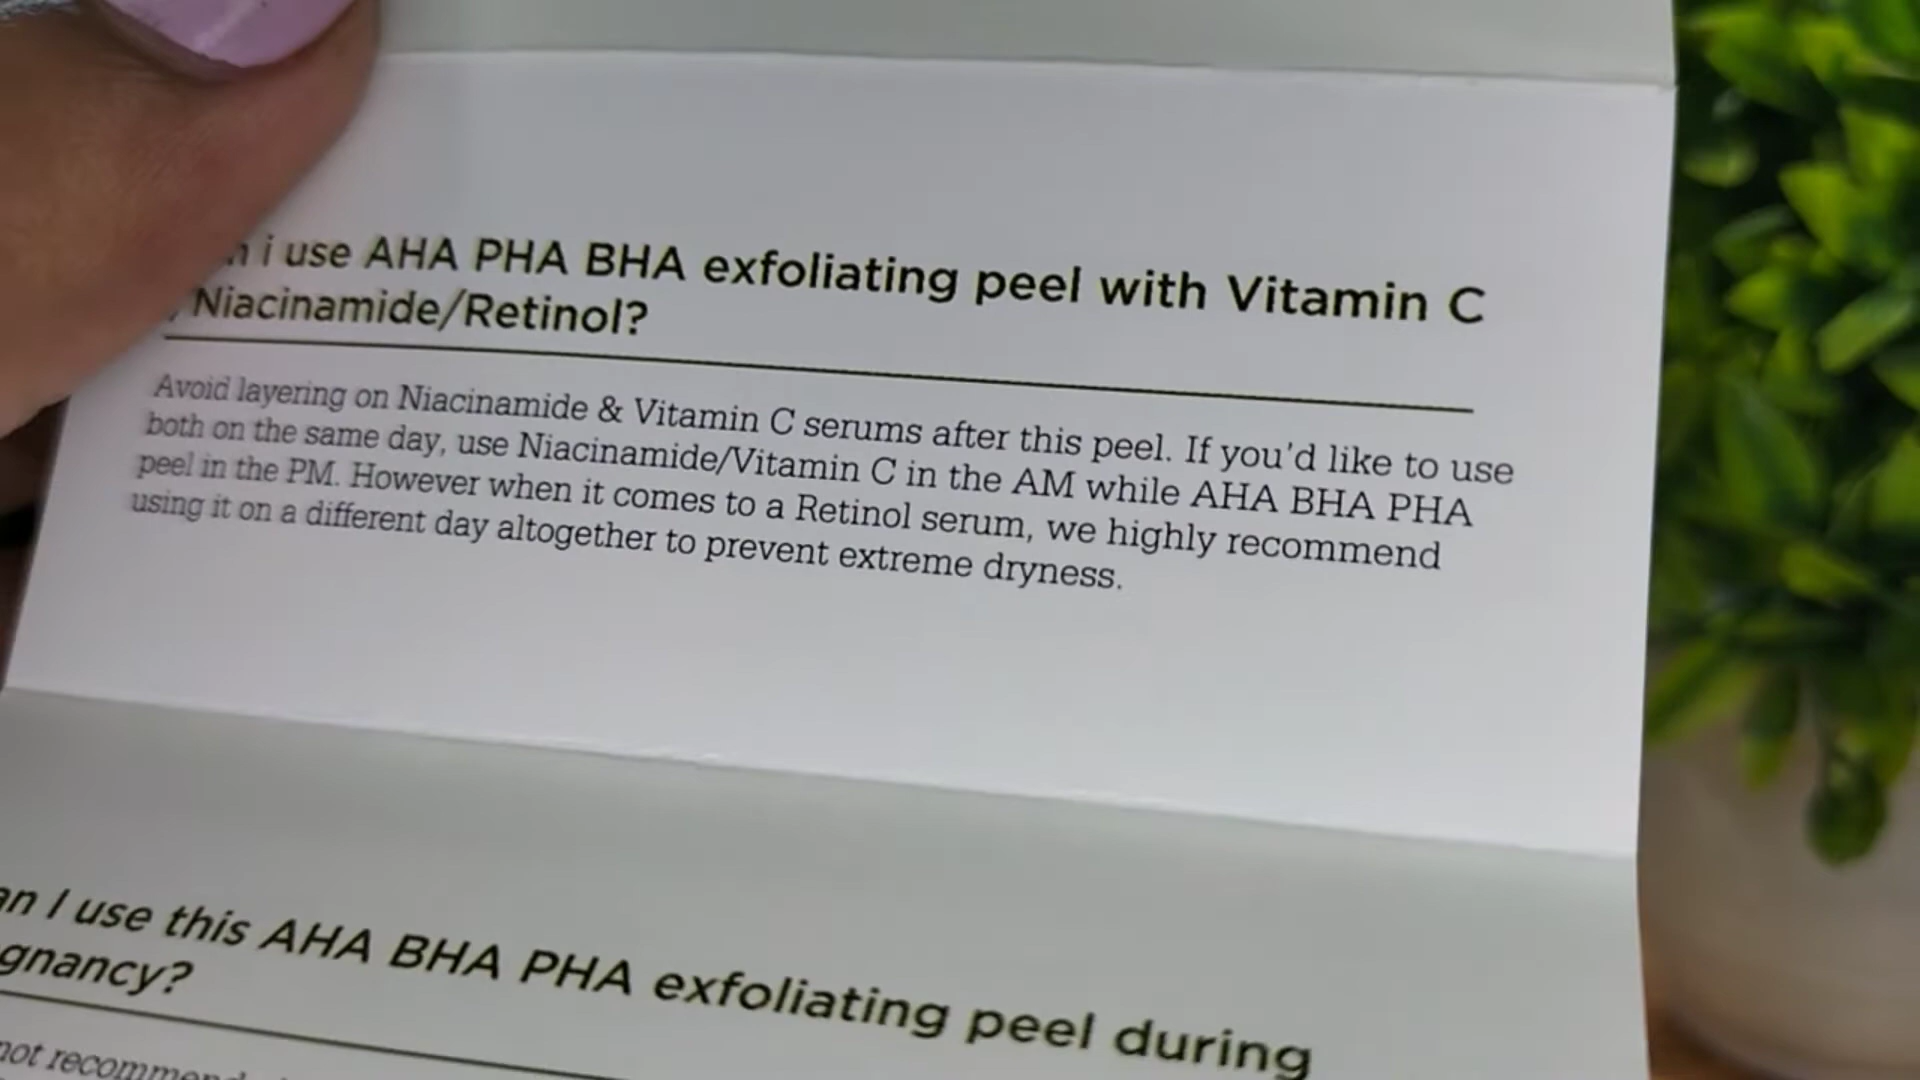 i use AHA PHA BHA exfoliating peel with Vitamin C
/Niacinamide/Retinol?
Avoid layering on Niacinamide & Vitamin C serums after this peel. If you'd like to use
both on the same day, use Niacinamide/Vitamin C in the AM while AHA BHA PHA
peel in the PM. However when it comes to a Retinol serum, we highly recommend
using it on a different day altogether to prevent extreme dryness.
an I use this AHA BHA PHA exfoliating peel during
gnancy?
not recommend